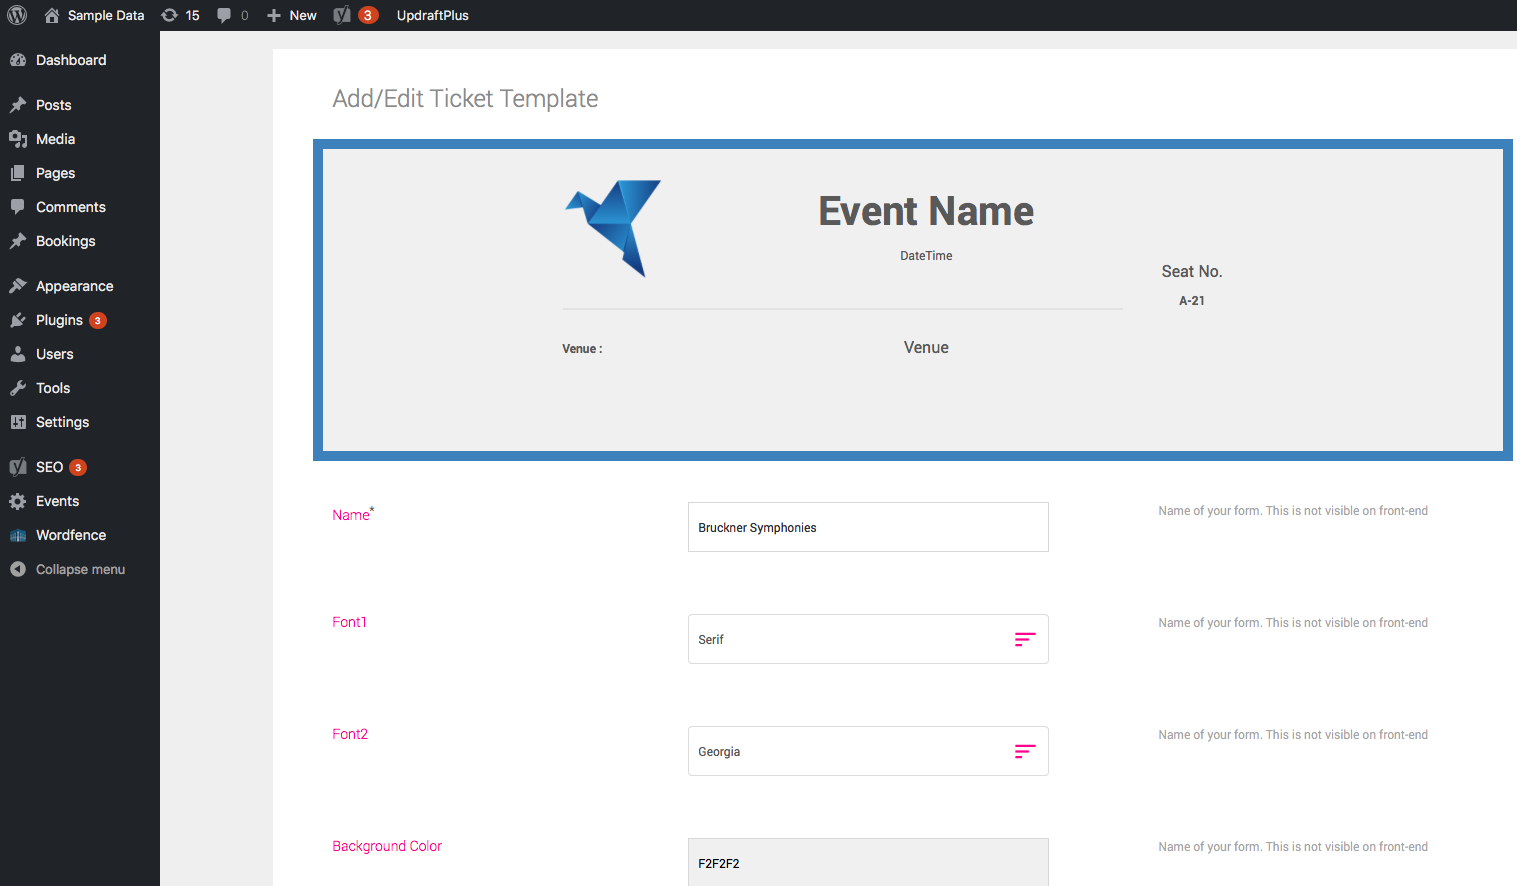 Sample Data 15 0 New 3 UpdraftPlus
Dashboard
Posts
Media
Pages
Comments
Bookings
Appearance
Plugins 3
Users
Tools
Settings
SEO 3
Events
Wordfence
Collapse menu
Add/Edit Ticket Template
Event Name
DateTime
Seat No.
A-21
Venue :
Venue
Name*
Bruckner Symphonies
Name of your form. This is not visible on front-end
Font1
Serif
Name of your form. This is not visible on front-end
Font2
Georgia
Name of your form. This is not visible on front-end
Background Color
F2F2F2
Name of your form. This is not visible on front-end